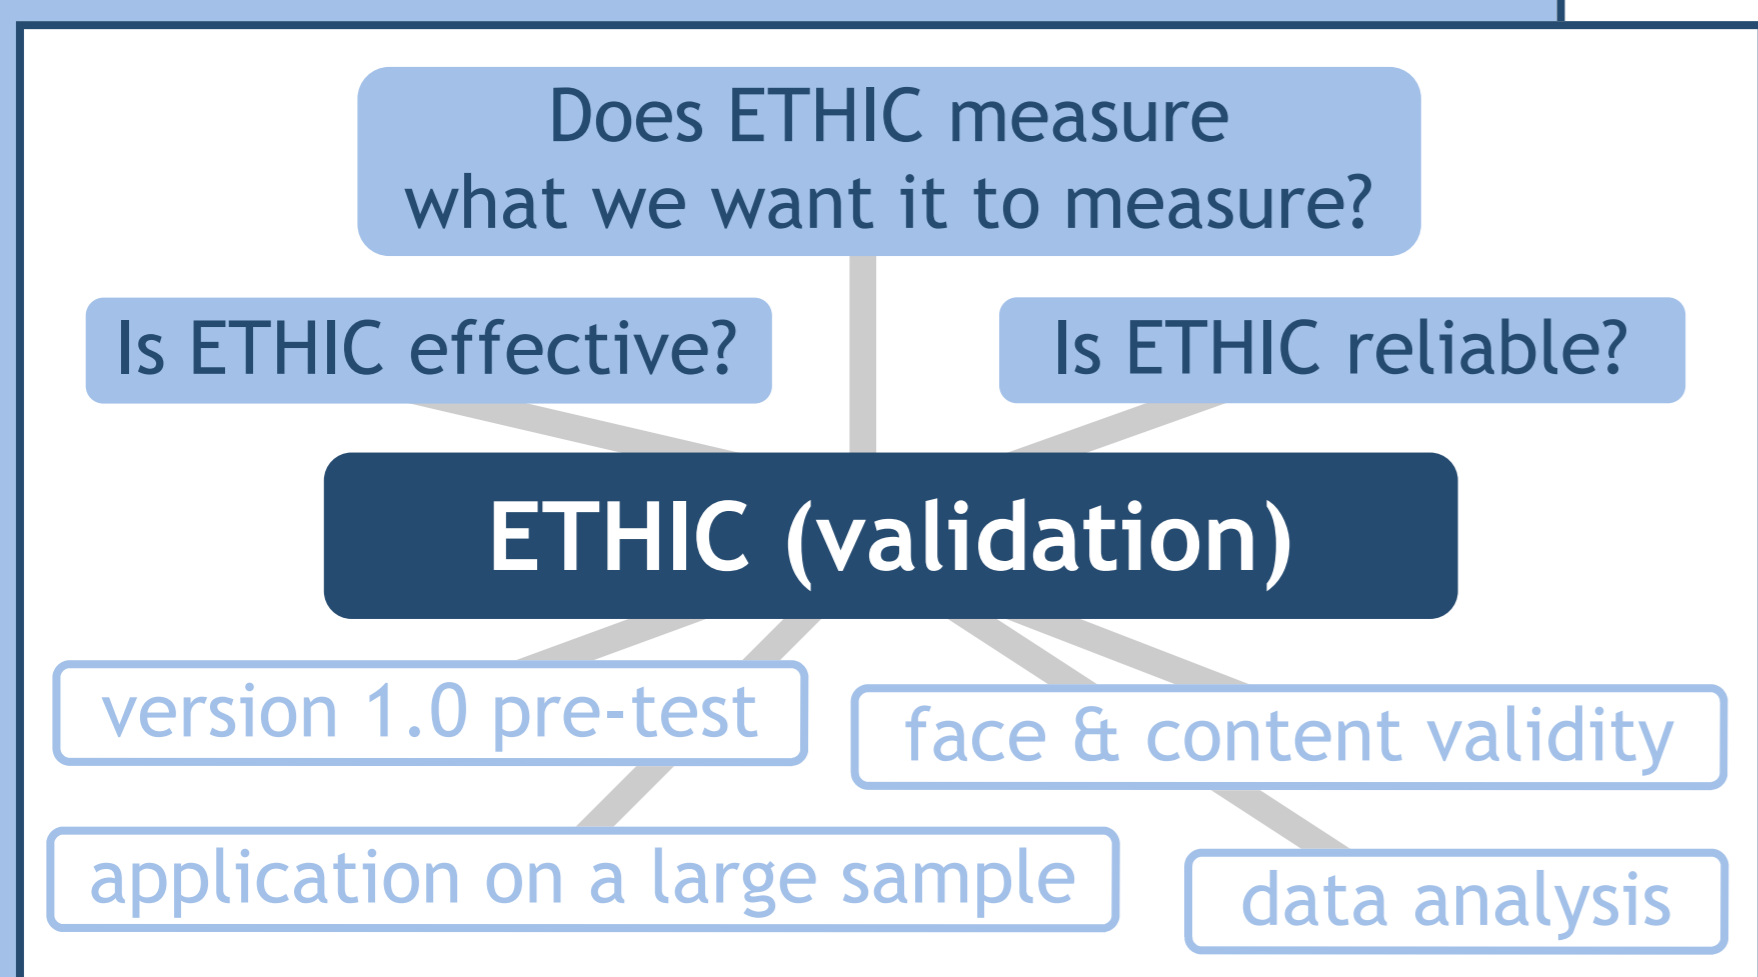 Does ETHIC measure
what we want it to measure?
Is ETHIC effective?
Is ETHIC reliable?
ETHIC (validation)
version 1.0 pre-test
face & content validity
application on a large sample
data analysis